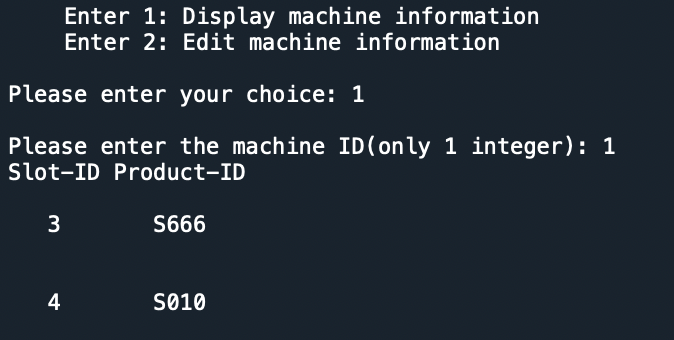 Enter 1: Display machine information
Enter 2: Edit machine information
Please enter your choice: 1
Please enter the machine ID(only 1 integer): 1
Slot-ID Product-ID
3 S666
4 S010